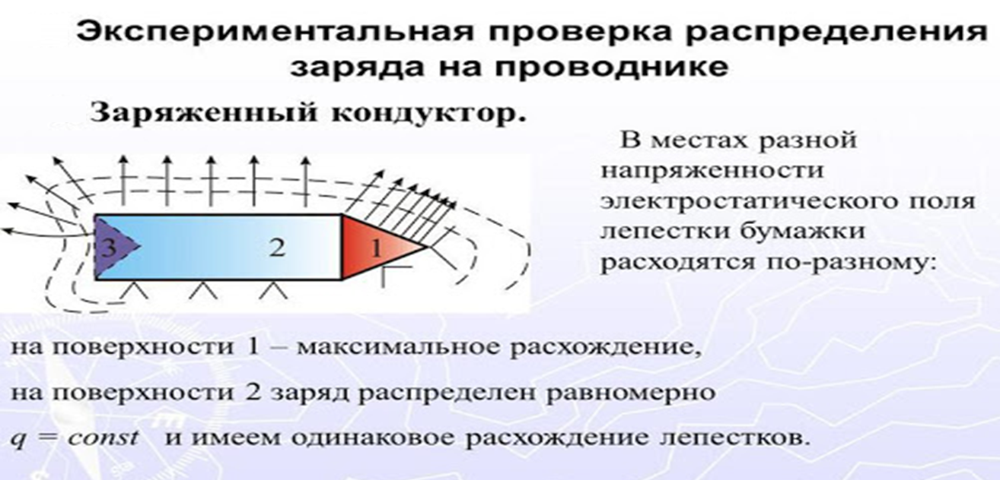 Экспериментальная проверка распределения
заряда на проводнике
Заряженный кондуктор.
В местах разной
напряженности
электростатического поля
лепестки бумажки
расходятся по-разному:
3
2
1
на поверхности 1 – максимальное расхождение,
на поверхности 2 заряд распределен равномерно
q = const и имеем одинаковое расхождение лепестков.